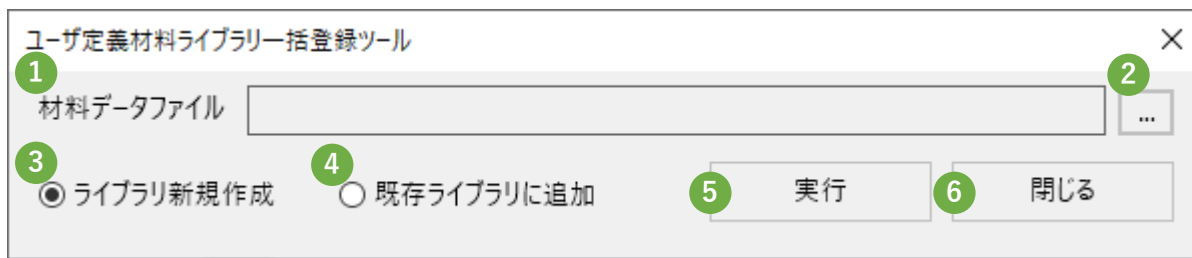 ユーザ定義材料ライブラリ一括登録ツール
1
2
材料データファイル
...
3
4
ライブラリ新規作成
既存ライブラリに追加
5
実行
6
閉じる